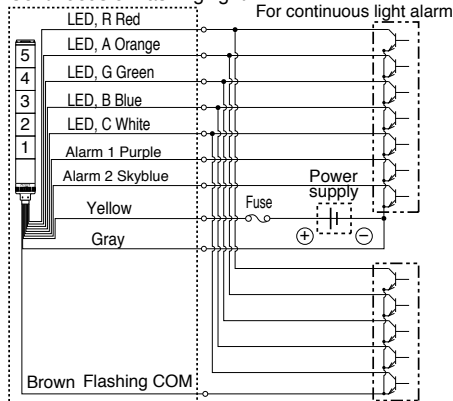 For continuous light alarm
LED, R Red
LED, A Orange
LED, G Green
LED, B Blue
LED, C White
Alarm 1 Purple
Alarm 2 Skyblue
Yellow
Gray
5
4
3
2
1
Fuse
Power
supply
+
−
Brown Flashing COM